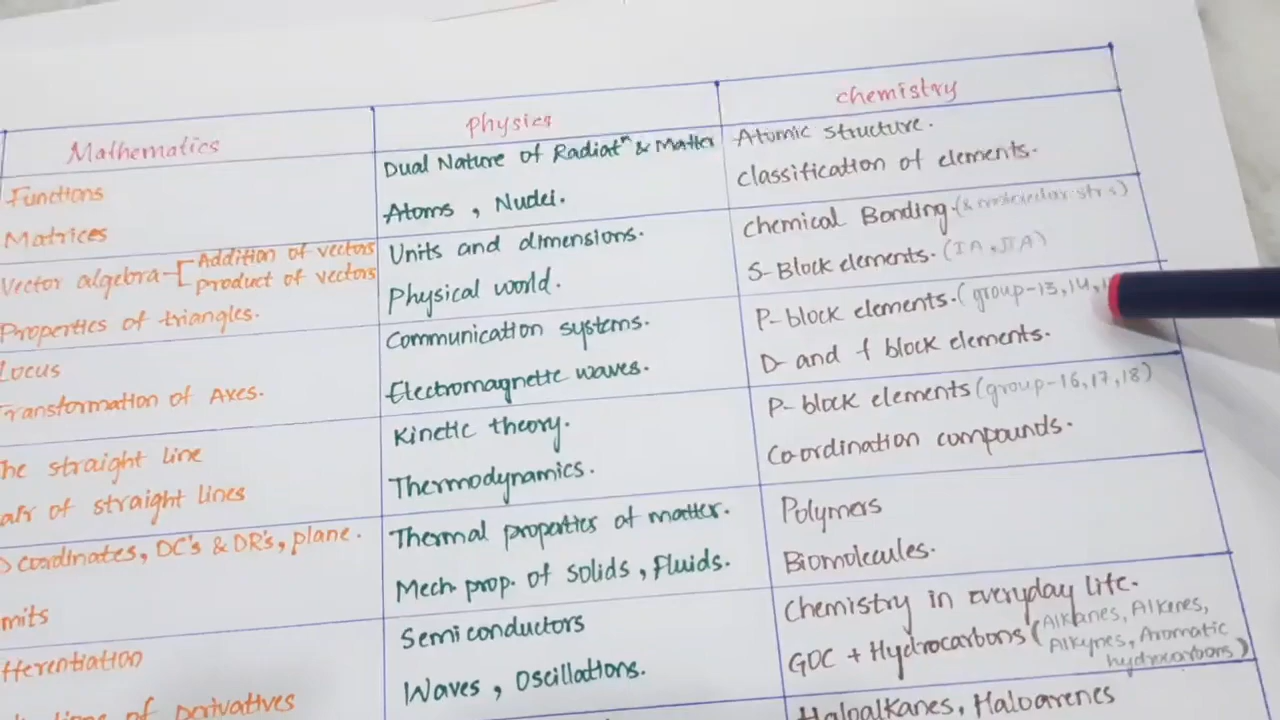 Mathematics
Functions
Matrices
Vector algebra-[ Addition of vectors
product of vectors
Properties of triangles.
Locus
Transformation of Axes.
The straight line
of straight lines
coordinates, DC's & DR's, plane.
of derivatives
Physics
Dual Nature of Radiatⁿ & Matter
Atoms, Nuclei.
Units and dimensions.
Physical world.
Communication systems.
Electromagnetic waves.
Kinetic theory.
Thermodynamics.
Thermal properties of matter.
Mech. prop. of solids, Fluids.
Semiconductors
Waves, Oscillations.
Chemistry
Atomic structure.
classification of elements.
Chemical Bonding. (& molecular strs)
S-Block elements. (IA, IIA)
P-block elements. (group-13,14,
D and f block elements.
P-block elements (group-16,17,18)
Co-ordination compounds.
Polymers
Biomolecules.
Chemistry in everyday life.
GOC + Hydrocarbons (Alkanes, Alkenes,
Alkynes, Aromatic
hydrocarbons)
Haloalkanes, Haloarenes